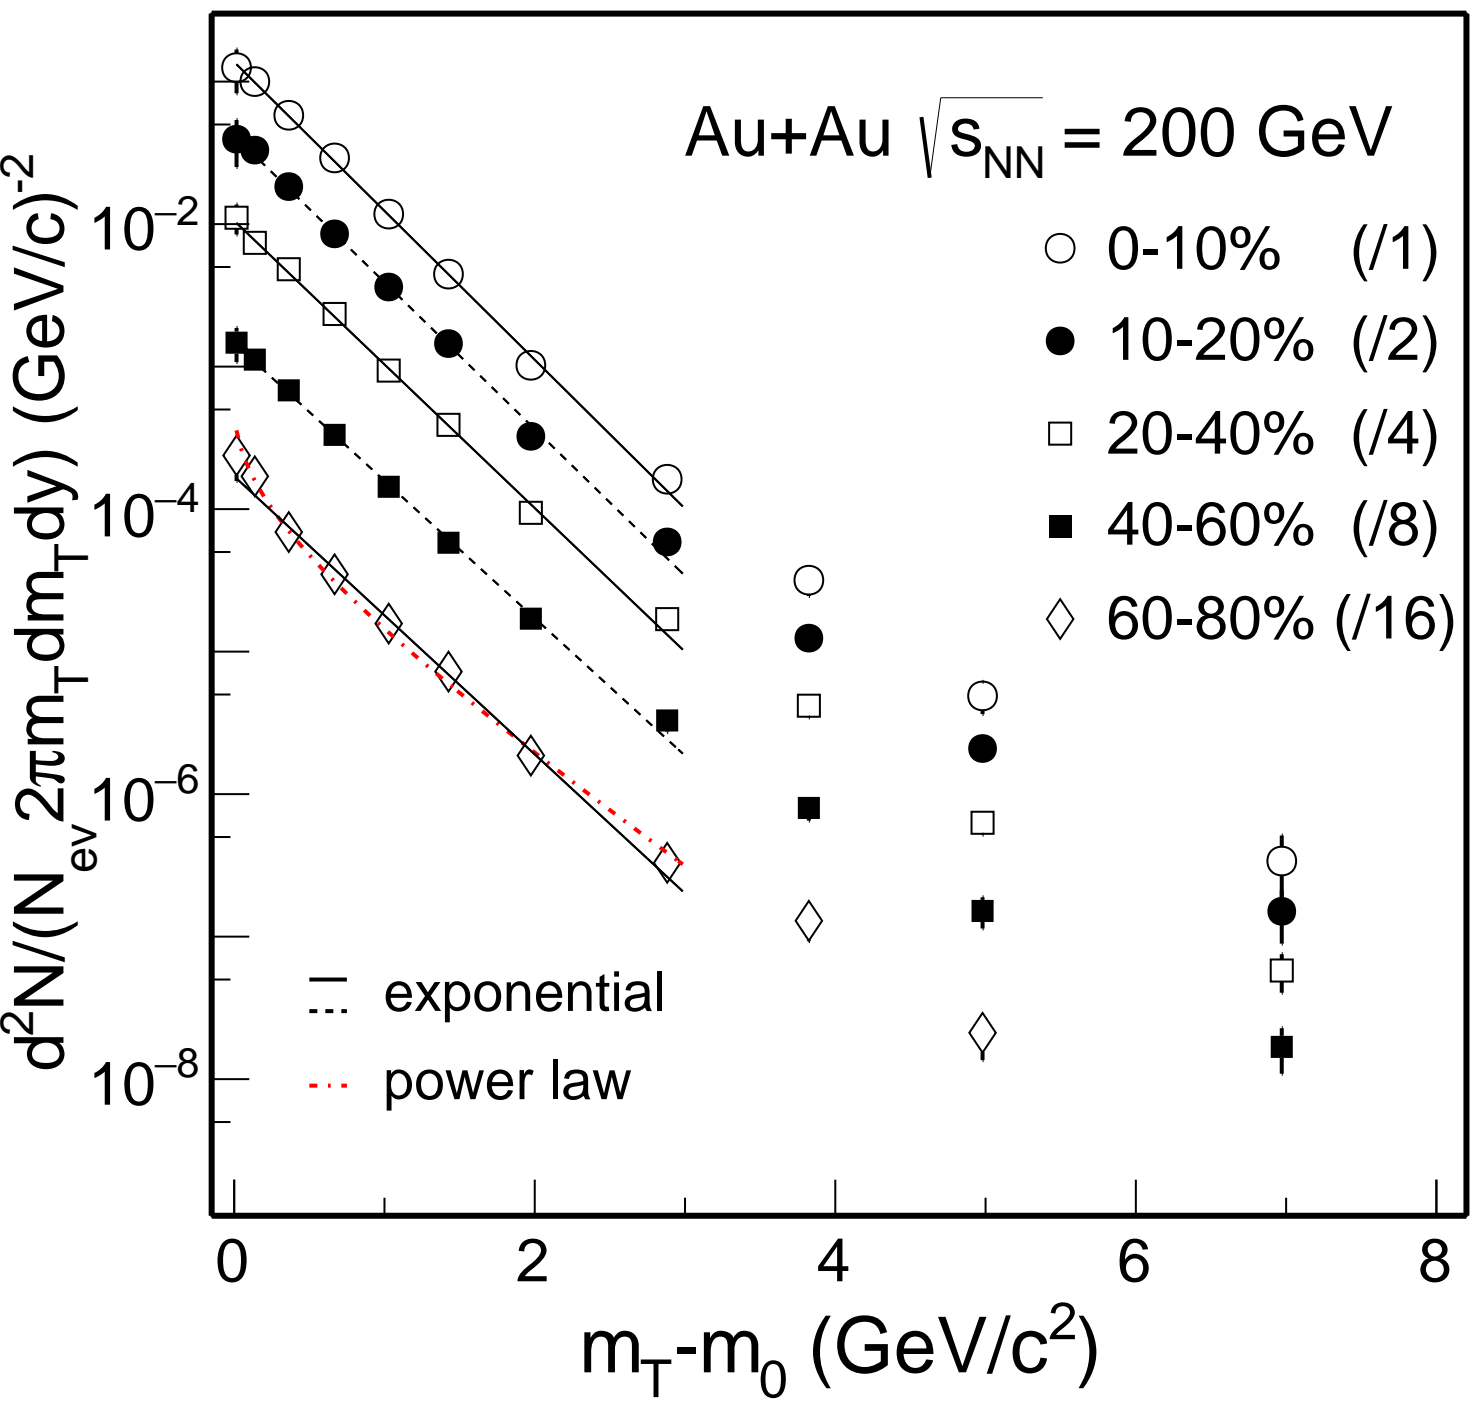 Au+Au √s_NN = 200 GeV
0-10% (/1)
10-20% (/2)
20-40% (/4)
40-60% (/8)
60-80% (/16)
exponential
power law
d²N/(N_ev 2πm_T dm_T dy) (GeV/c)⁻²
10⁻²
10⁻⁴
10⁻⁶
10⁻⁸
0 2 4 6 8
m_T-m_0 (GeV/c²)